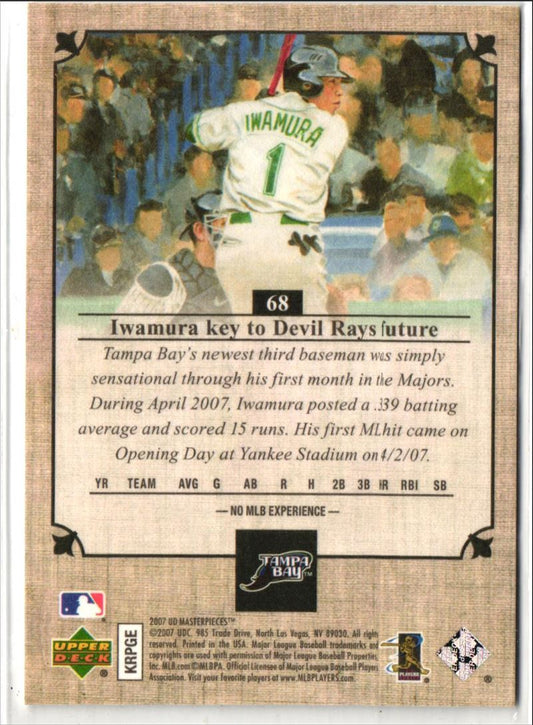 IWAMURA
1
68
Iwamura key to Devil Rays future
Tampa Bay's newest third baseman was simply
sensational through his first month in the Majors.
During April 2007, Iwamura posted a .339 batting
average and scored 15 runs. His first ML hit came on
Opening Day at Yankee Stadium on 4/2/07.
YR TEAM AVG G AB R H 2B 3B HR RBI SB
— NO MLB EXPERIENCE —
TAMPA
BAY™
2007 UD MASTERPIECES™
©2007 UDC, 985 Trade Drive, North Las Vegas, NV 89030. All rights
reserved. Printed in the USA. Major League Baseball trademarks and
copyrights are used with permission of Major League Baseball Properties,
Inc. MLB.com ©MLBPA. Official Licensee of Major League Baseball Players
Association. Visit your favorite players at www.MLBPLAYERS.com
KRPGE
UPPER
DECK
®
PLAYERS
®